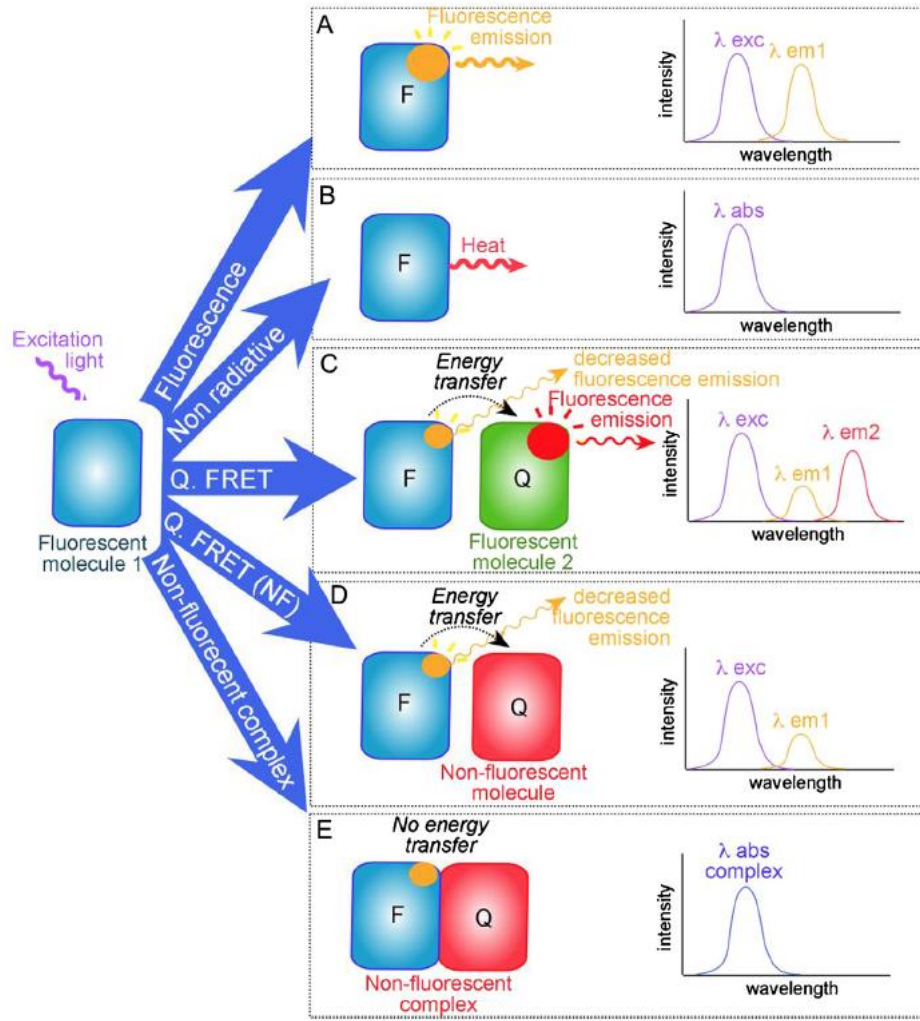 Excitation
light
Fluorescent
molecule 1
Fluorescence
Non radiative
Q. FRET
Q. FRET (NF)
Non-fluorecent complex
A
Fluorescence
emission
F
λ exc
λ em1
intensity
wavelength
B
F
Heat
λ abs
intensity
wavelength
C
Energy
transfer
decreased
fluorescence emission
Fluorescence
emission
F
Q
Fluorescent
molecule 2
λ exc
λ em1
λ em2
intensity
wavelength
D
Energy
transfer
decreased
fluorescence
emission
F
Q
Non-fluorescent
molecule
λ exc
λ em1
intensity
wavelength
E
No energy
transfer
F
Q
Non-fluorescent
complex
λ abs
complex
intensity
wavelength